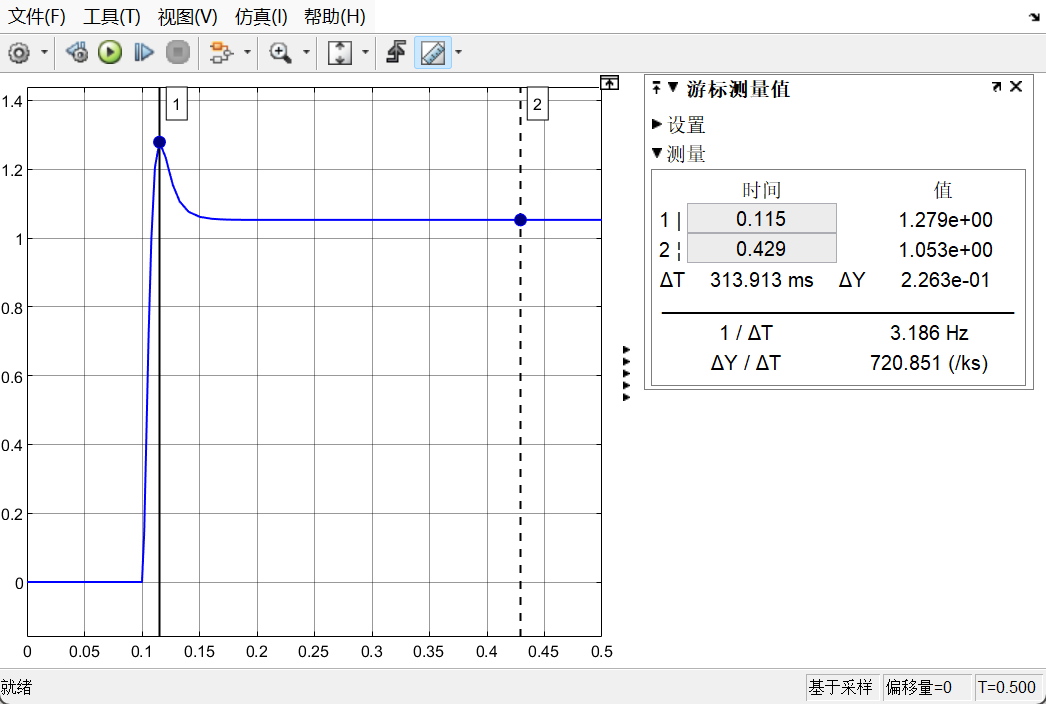 文件(F) 工具(T) 视图(V) 仿真(I) 帮助(H)
1.4
1.2
1
0.8
0.6
0.4
0.2
0
0 0.05 0.1 0.15 0.2 0.25 0.3 0.35 0.4 0.45 0.5
1
2
游标测量值
设置
测量
时间 值
1 | 0.115 1.279e+00
2 ¦ 0.429 1.053e+00
ΔT 313.913 ms ΔY 2.263e-01
1 / ΔT 3.186 Hz
ΔY / ΔT 720.851 (/ks)
就绪 基于采样 偏移量=0 T=0.500